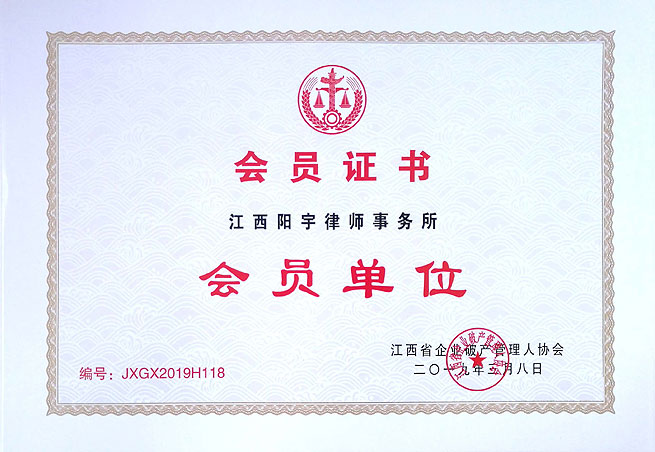 会员证书
江西阳宇律师事务所
会员单位
江西省企业破产管理人协会
二〇一九年 月八日
编号：JXGX2019H118